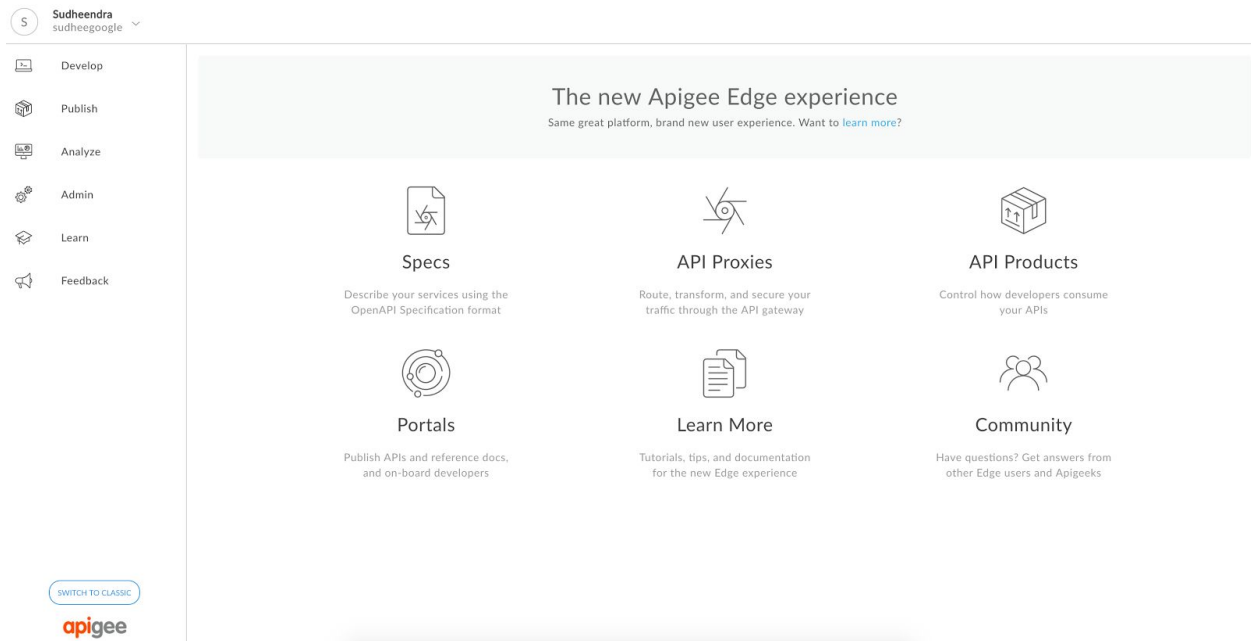 S
Sudheendra
sudheegoogle
Develop
Publish
Analyze
Admin
Learn
Feedback
SWITCH TO CLASSIC
apigee
The new Apigee Edge experience
Same great platform, brand new user experience. Want to learn more?
Specs
Describe your services using the
OpenAPI Specification format
API Proxies
Route, transform, and secure your
traffic through the API gateway
API Products
Control how developers consume
your APIs
Portals
Publish APIs and reference docs,
and on-board developers
Learn More
Tutorials, tips, and documentation
for the new Edge experience
Community
Have questions? Get answers from
other Edge users and Apigeeks